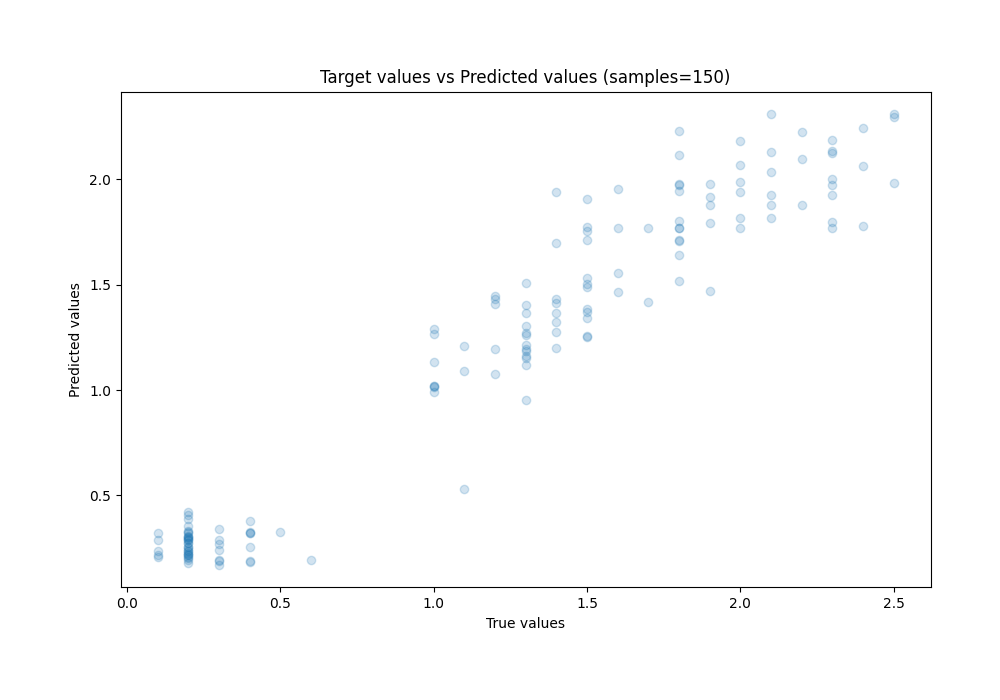 Target values vs Predicted values (samples=150)
Predicted values
2.0
1.5
1.0
0.5
0.0 0.5 1.0 1.5 2.0 2.5
True values